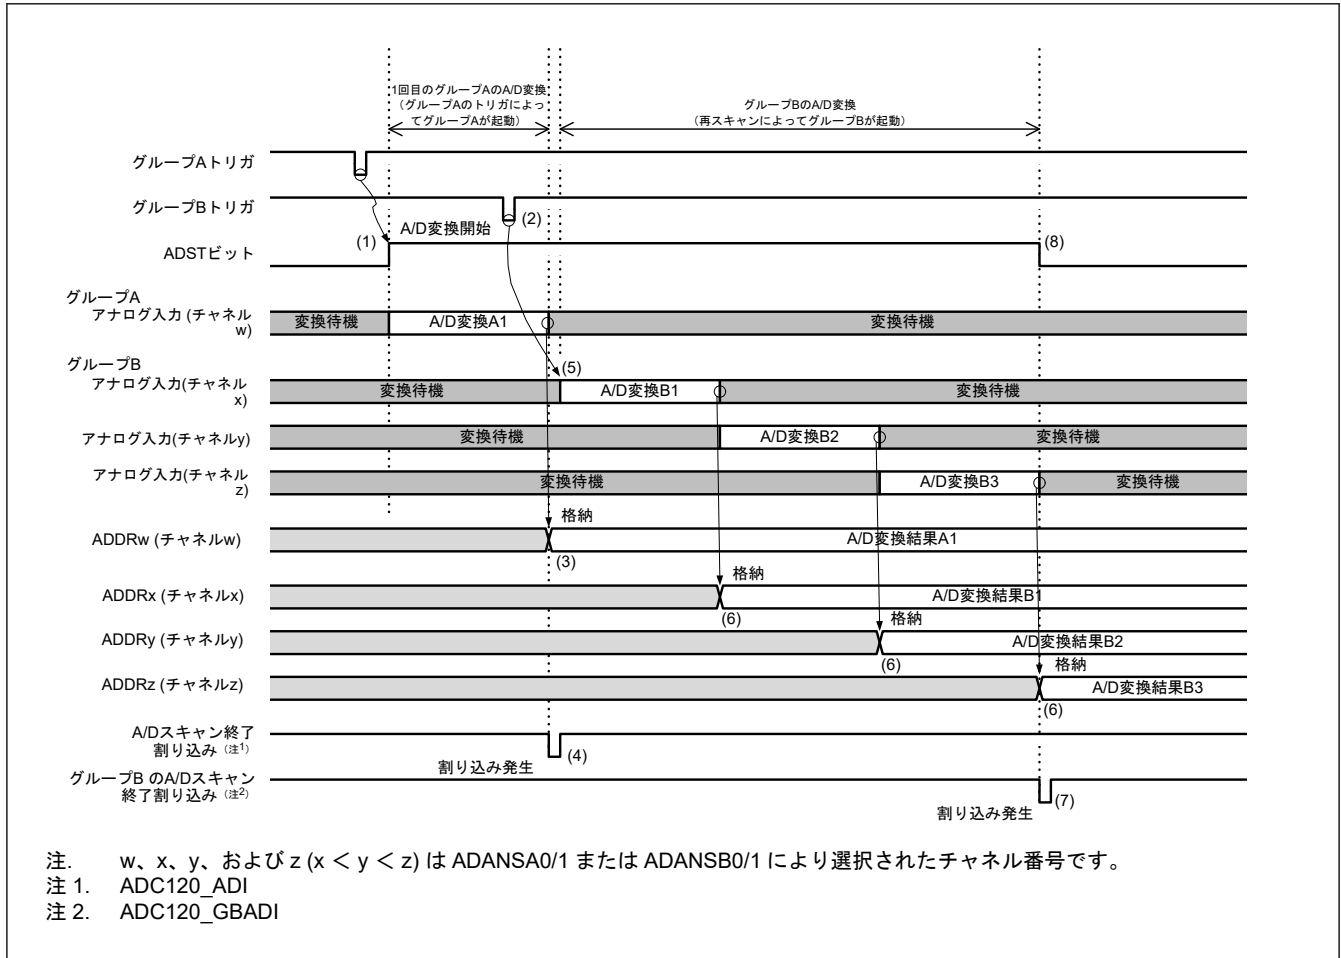 1回目のグループAのA/D変換
（グループAのトリガによっ
てグループAが起動）
グループBのA/D変換
（再スキャンによってグループBが起動）
グループAトリガ
グループBトリガ
(2)
A/D変換開始
(1)
(8)
ADSTビット
グループA
アナログ入力 (チャネル
w)
変換待機
A/D変換A1
変換待機
グループB
アナログ入力(チャネル
x)
(5)
変換待機
A/D変換B1
変換待機
アナログ入力(チャネルy)
変換待機
A/D変換B2
変換待機
アナログ入力(チャネル
z)
変換待機
A/D変換B3
変換待機
格納
ADDRw (チャネルw)
A/D変換結果A1
(3)
格納
ADDRx (チャネルx)
A/D変換結果B1
(6)
格納
ADDRy (チャネルy)
A/D変換結果B2
(6)
格納
ADDRz (チャネルz)
A/D変換結果B3
(6)
A/Dスキャン終了
割り込み（注1）
(4)
割り込み発生
グループB のA/Dスキャン
終了割り込み（注2）
(7)
割り込み発生
注. w、x、y、および z (x ＜ y ＜ z) は ADANSA0/1 または ADANSB0/1 により選択されたチャネル番号です。
注 1. ADC120_ADI
注 2. ADC120_GBADI